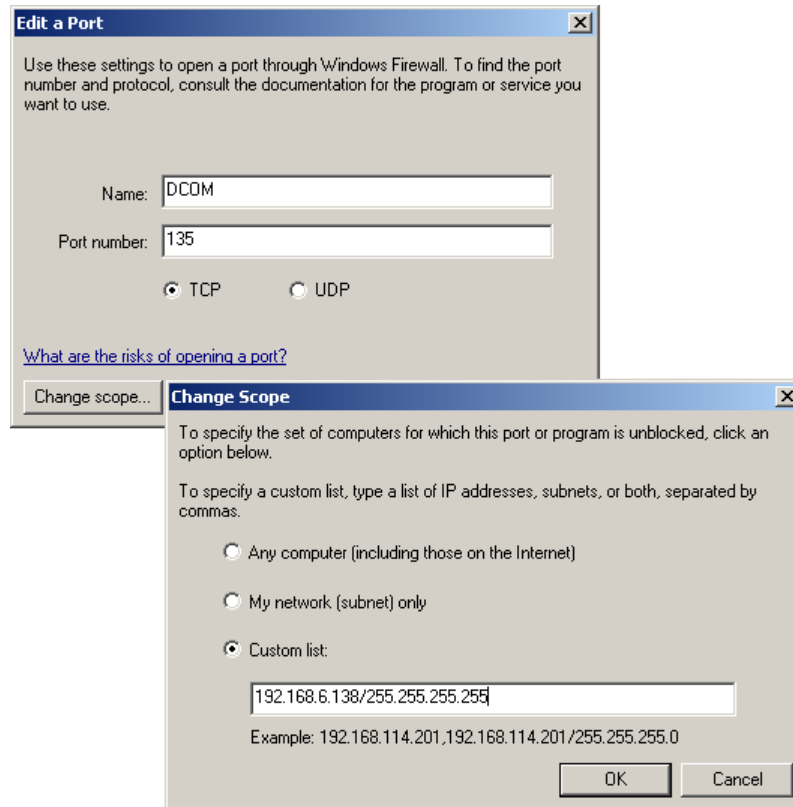 Edit a Port
Use these settings to open a port through Windows Firewall. To find the port
number and protocol, consult the documentation for the program or service you
want to use.
Name: DCOM
Port number: 135
TCP UDP
What are the risks of opening a port?
Change scope...
Change Scope
To specify the set of computers for which this port or program is unblocked, click an
option below.
To specify a custom list, type a list of IP addresses, subnets, or both, separated by
commas.
Any computer (including those on the Internet)
My network (subnet) only
Custom list:
192.168.6.138/255.255.255.255
Example: 192.168.114.201,192.168.114.201/255.255.255.0
OK Cancel